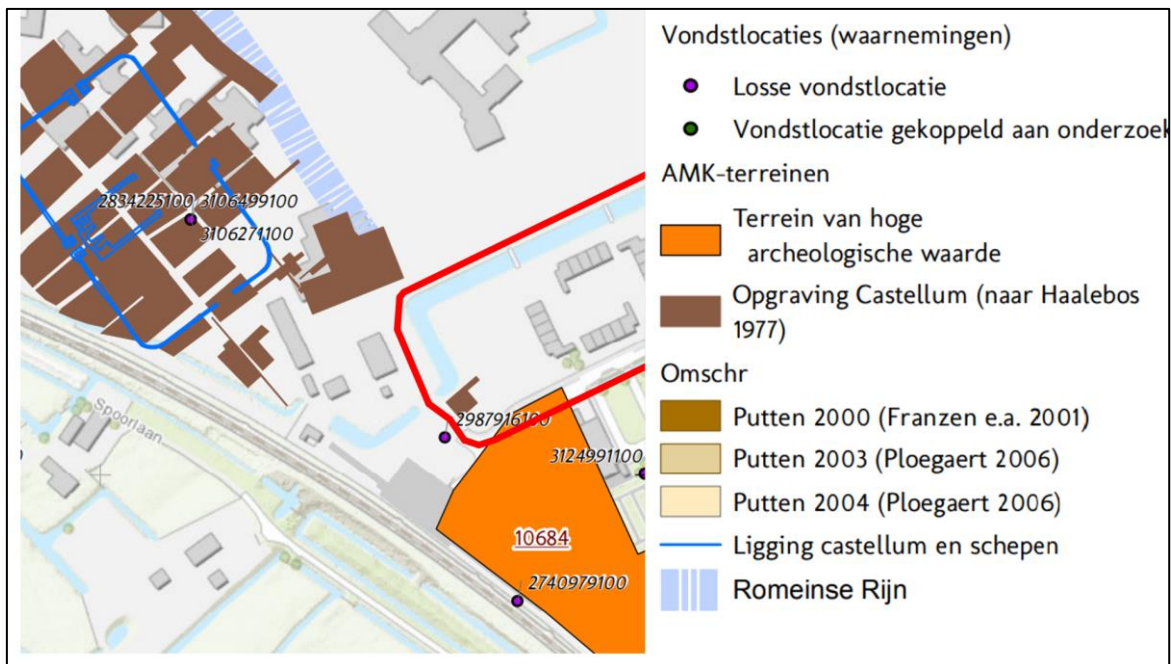 2834225100 3106499100
3106271100
Spoorlaan
2987916100
3124991100
10684
2740979100
Vondstlocaties (waarnemingen)
Losse vondstlocatie
Vondstlocatie gekoppeld aan onderzoek
AMK-terreinen
Terrein van hoge
archeologische waarde
Opgraving Castellum (naar Haalebos
1977)
Omschr
Putten 2000 (Franzen e.a. 2001)
Putten 2003 (Ploegaert 2006)
Putten 2004 (Ploegaert 2006)
Ligging castellum en schepen
Romeinse Rijn